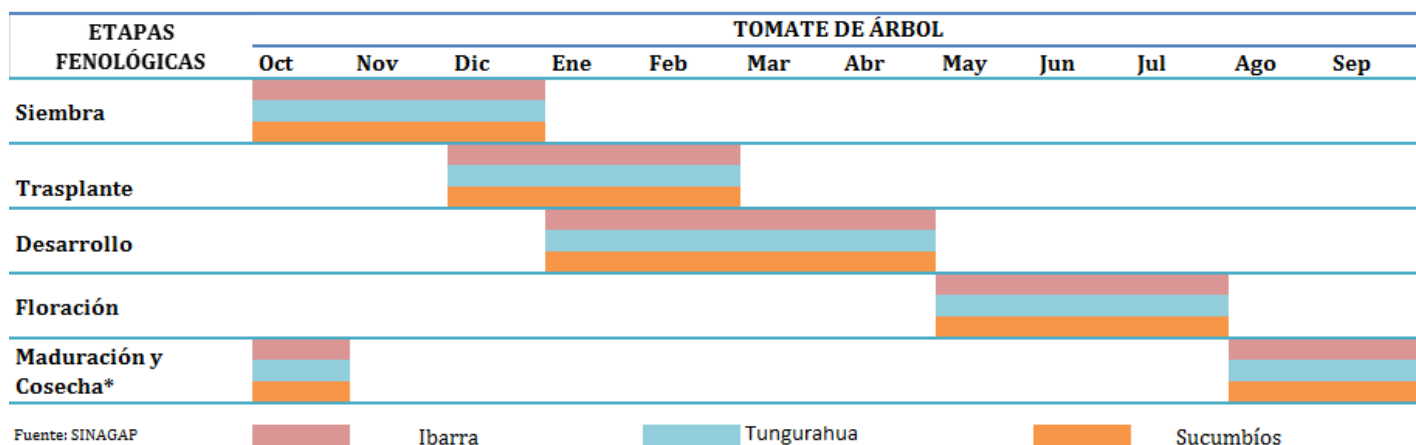 ETAPAS
FENOLÓGICAS
TOMATE DE ÁRBOL
Oct Nov Dic Ene Feb Mar Abr May Jun Jul Ago Sep
Siembra
Trasplante
Desarrollo
Floración
Maduración y
Cosecha*
Fuente: SINAGAP Ibarra Tungurahua Sucumbíos